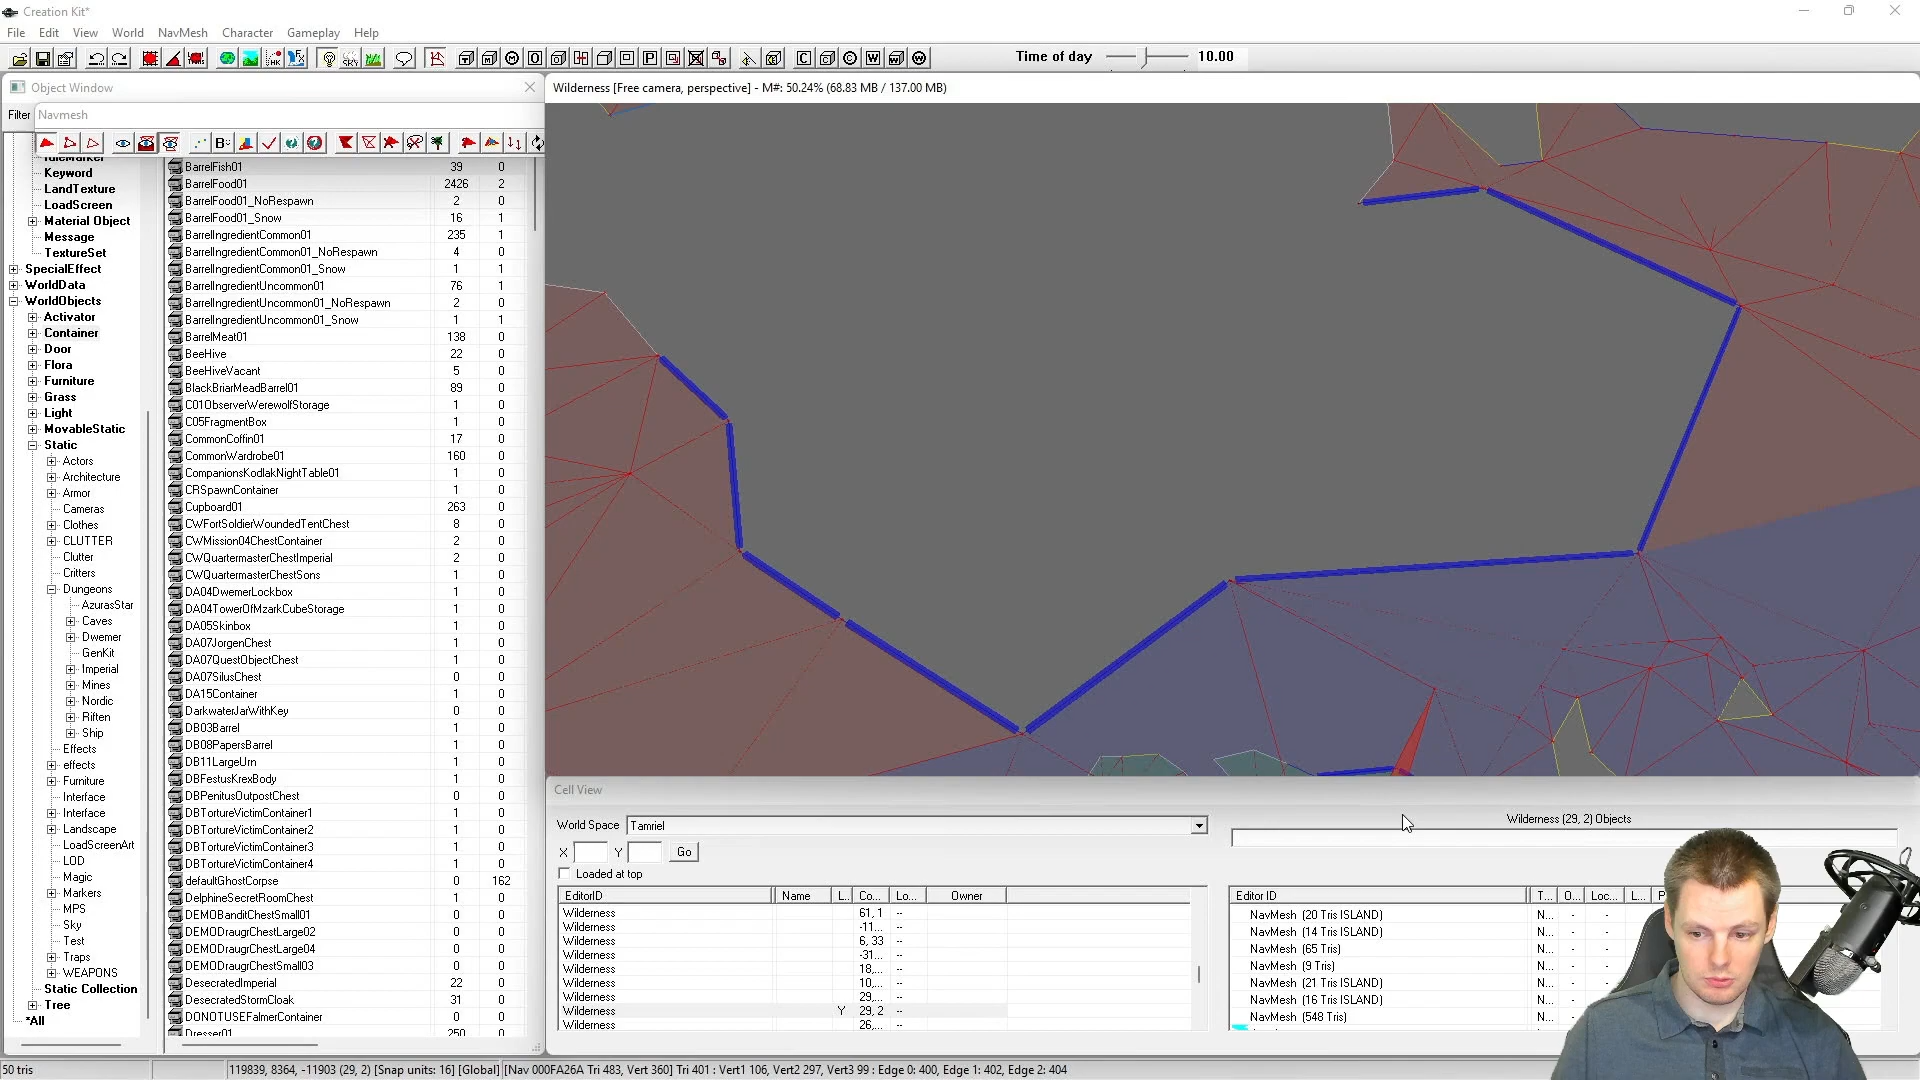 Creation Kit*
File Edit View World NavMesh Character Gameplay Help
Time of day 10.00
Object Window
Filter Navmesh
Wilderness [Free camera, perspective] - M#: 50.24% (68.83 MB / 137.00 MB)
Keyword
LandTexture
LoadScreen
Material Object
Message
TextureSet
SpecialEffect
WorldData
WorldObjects
Activator
Container
Door
Flora
Furniture
Grass
Light
MovableStatic
Static
Actors
Architecture
Armor
Cameras
Clothes
CLUTTER
Clutter
Critters
Dungeons
AzurasStar
Caves
Dwemer
GenKit
Imperial
Mines
Nordic
Riften
Ship
Effects
effects
Furniture
Interface
Interface
Landscape
LoadScreenArt
LOD
Magic
Markers
MPS
Sky
Test
Traps
WEAPONS
Static Collection
Tree
*All
BarrelFish01 39 0
BarrelFood01 2426 2
BarrelFood01_NoRespawn 2 0
BarrelFood01_Snow 16 1
BarrelIngredientCommon01 235 1
BarrelIngredientCommon01_NoRespawn 4 0
BarrelIngredientCommon01_Snow 1 1
BarrelIngredientUncommon01 76 1
BarrelIngredientUncommon01_NoRespawn 2 0
BarrelIngredientUncommon01_Snow 1 1
BarrelMeat01 138 0
BeeHive 22 0
BeeHiveVacant 5 0
BlackBriarMeadBarrel01 89 0
C01ObserverWerewolfStorage 1 0
C05FragmentBox 1 0
CommonCoffin01 17 0
CommonWardrobe01 160 0
CompanionsKodlakNightTable01 1 0
CRSpawnContainer 1 0
Cupboard01 263 0
CWFortSoldierWoundedTentChest 8 0
CWMission04ChestContainer 2 0
CWQuartermasterChestImperial 2 0
CWQuartermasterChestSons 1 0
DA04DwemerLockbox 1 0
DA04TowerOfMzarkCubeStorage 1 0
DA05Skinbox 1 0
DA07JorgenChest 1 0
DA07QuestObjectChest 1 0
DA07SilusChest 0 0
DA15Container 1 0
DarkwaterJarWithKey 0 0
DB03Barrel 1 0
DB08PapersBarrel 1 0
DB11LargeUrn 1 0
DBFestusKrexBody 1 0
DBPenitusOutpostChest 0 0
DBTortureVictimContainer1 1 0
DBTortureVictimContainer2 1 0
DBTortureVictimContainer3 1 0
DBTortureVictimContainer4 1 0
defaultGhostCorpse 0 162
DelphineSecretRoomChest 1 0
DEMOBanditChestSmall01 0 0
DEMODraugrChestLarge02 0 0
DEMODraugrChestLarge04 0 0
DEMODraugrChestSmall03 0 0
DesecratedImperial 22 0
DesecratedStormCloak 31 0
DONOTUSEFalmerContainer 0 0
Dresser01 250 0
Cell View
World Space Tamriel
X Y Go
Loaded at top
EditorID Name L.. Co... Lo... Owner
Wilderness 61, 1 --
Wilderness -11... --
Wilderness 6, 33 --
Wilderness -31... --
Wilderness 18,... --
Wilderness 10,... --
Wilderness 29,... --
Wilderness Y 29, 2 --
Wilderness 26,... --
Wilderness (29, 2) Objects
Editor ID T... O... Loc... L... P
NavMesh (20 Tris ISLAND) N... - -
NavMesh (14 Tris ISLAND) N... - -
NavMesh (65 Tris) N... - -
NavMesh (9 Tris) N... - -
NavMesh (21 Tris ISLAND) N... - -
NavMesh (16 Tris ISLAND) N... - -
NavMesh (548 Tris) N... - -
50 tris
119839, 8364, -11903 (29, 2) [Snap units: 16] [Global] [Nav 000FA26A Tri 483, Vert 360] Tri 401 : Vert1 106, Vert2 297, Vert3 99 : Edge 0: 400, Edge 1: 402, Edge 2: 404